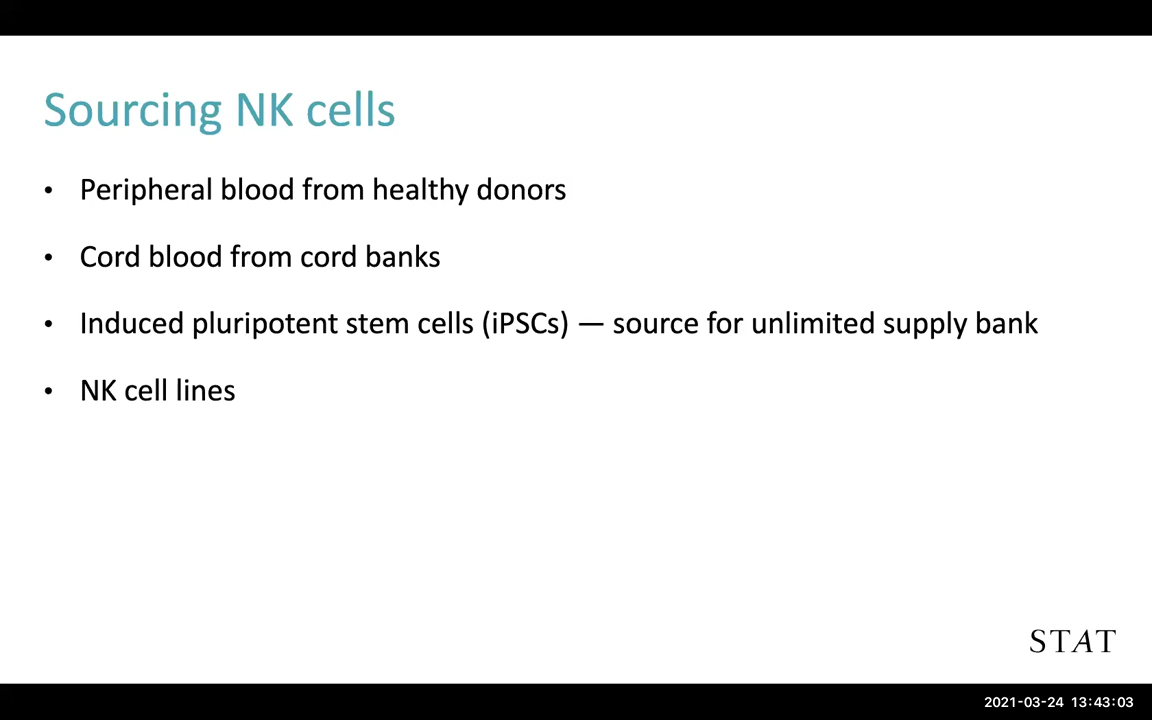 Sourcing NK cells
• Peripheral blood from healthy donors
• Cord blood from cord banks
• Induced pluripotent stem cells (iPSCs) — source for unlimited supply bank
• NK cell lines
STAT
2021-03-24 13:43:03